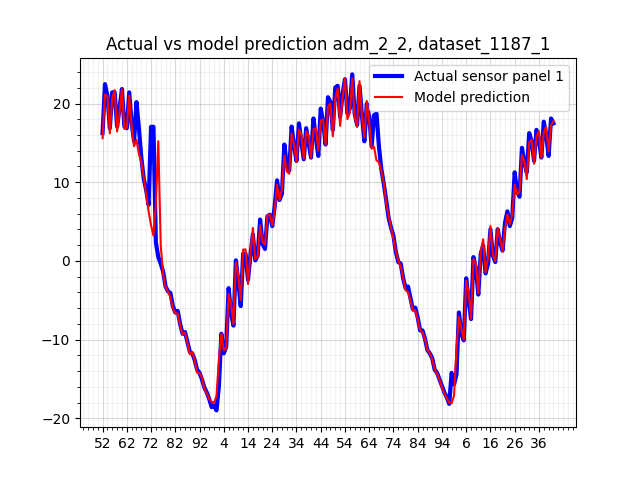 Actual vs model prediction adm_2_2, dataset_1187_1
Actual sensor panel 1
Model prediction
20
10
0
−10
−20
52 62 72 82 92 4 14 24 34 44 54 64 74 84 94 6 16 26 36